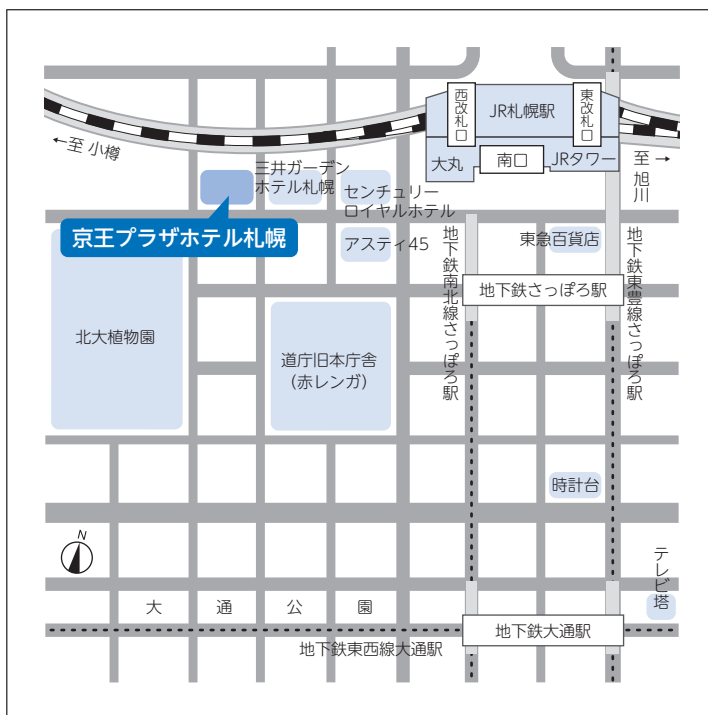 西改札口
JR札幌駅
東改札口
←至 小樽
大丸
南口
JRタワー
至 旭川 →
三井ガーデン
ホテル札幌
センチュリー
ロイヤルホテル
京王プラザホテル札幌
アスティ45
地下鉄南北線さっぽろ駅
東急百貨店
地下鉄東豊線さっぽろ駅
地下鉄さっぽろ駅
北大植物園
道庁旧本庁舎
(赤レンガ)
時計台
N
テレビ塔
大通公園
地下鉄大通駅
地下鉄東西線大通駅